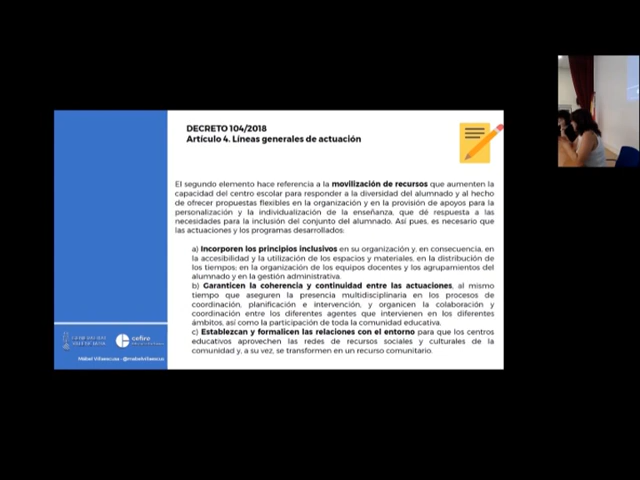 DECRETO 104/2018
Artículo 4. Líneas generales de actuación
El segundo elemento hace referencia a la movilización de recursos que aumenten la
capacidad del centro escolar para responder a la diversidad del alumnado y al hecho
de ofrecer propuestas flexibles en la organización y en la provisión de apoyos para la
personalización y la individualización de la enseñanza, que dé respuesta a las
necesidades para la inclusión del conjunto del alumnado. Así pues, es necesario que
las actuaciones y los programas desarrollados:
a) Incorporen los principios inclusivos en su organización y, en consecuencia, en
la accesibilidad y la utilización de los espacios y materiales, en la distribución de
los tiempos; en la organización de los equipos docentes y los agrupamientos del
alumnado y en la gestión administrativa.
b) Garanticen la coherencia y continuidad entre las actuaciones, al mismo
tiempo que aseguren la presencia multidisciplinaria en los procesos de
coordinación, planificación e intervención, y organicen la colaboración y
coordinación entre los diferentes agentes que intervienen en los diferentes
ámbitos, así como la participación de toda la comunidad educativa.
c) Establezcan y formalicen las relaciones con el entorno para que los centros
educativos aprovechen las redes de recursos sociales y culturales de la
comunidad y, a su vez, se transformen en un recurso comunitario.
cefire